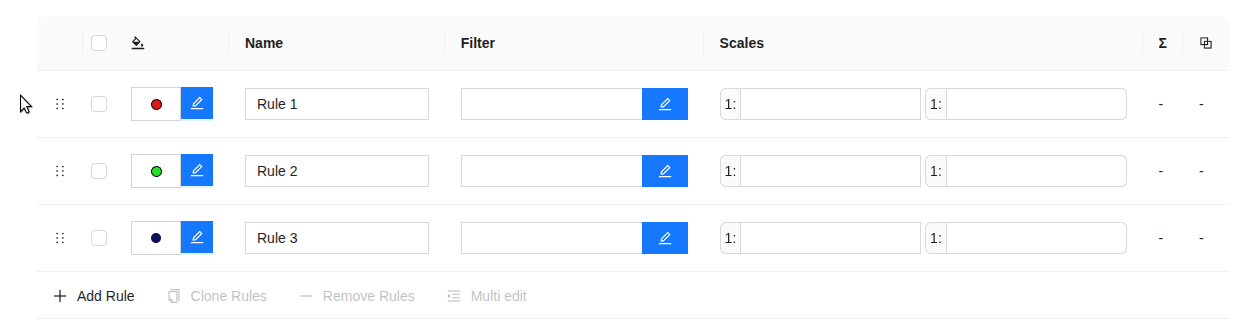 Name Filter Scales Σ
Rule 1 1: 1: - -
Rule 2 1: 1: - -
Rule 3 1: 1: - -
Add Rule Clone Rules Remove Rules Multi edit